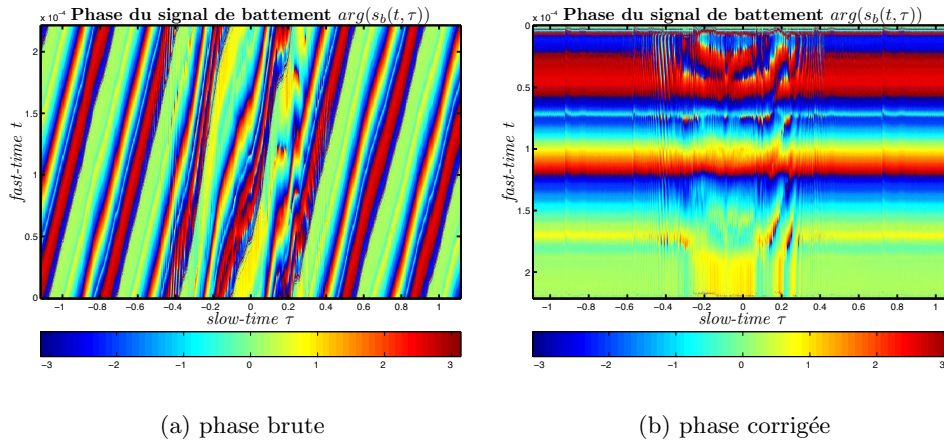 Phase du signal de battement arg(s_b(t, τ))
x 10⁻⁴
2
1.5
1
0.5
0
fast-time t
-1 -0.8 -0.6 -0.4 -0.2 0 0.2 0.4 0.6 0.8 1
slow-time τ
-3 -2 -1 0 1 2 3
(a) phase brute
Phase du signal de battement arg(s_b(t, τ))
x 10⁻⁴
0
0.5
1
1.5
2
fast-time t
-1 -0.8 -0.6 -0.4 -0.2 0 0.2 0.4 0.6 0.8 1
slow-time τ
-3 -2 -1 0 1 2 3
(b) phase corrigée